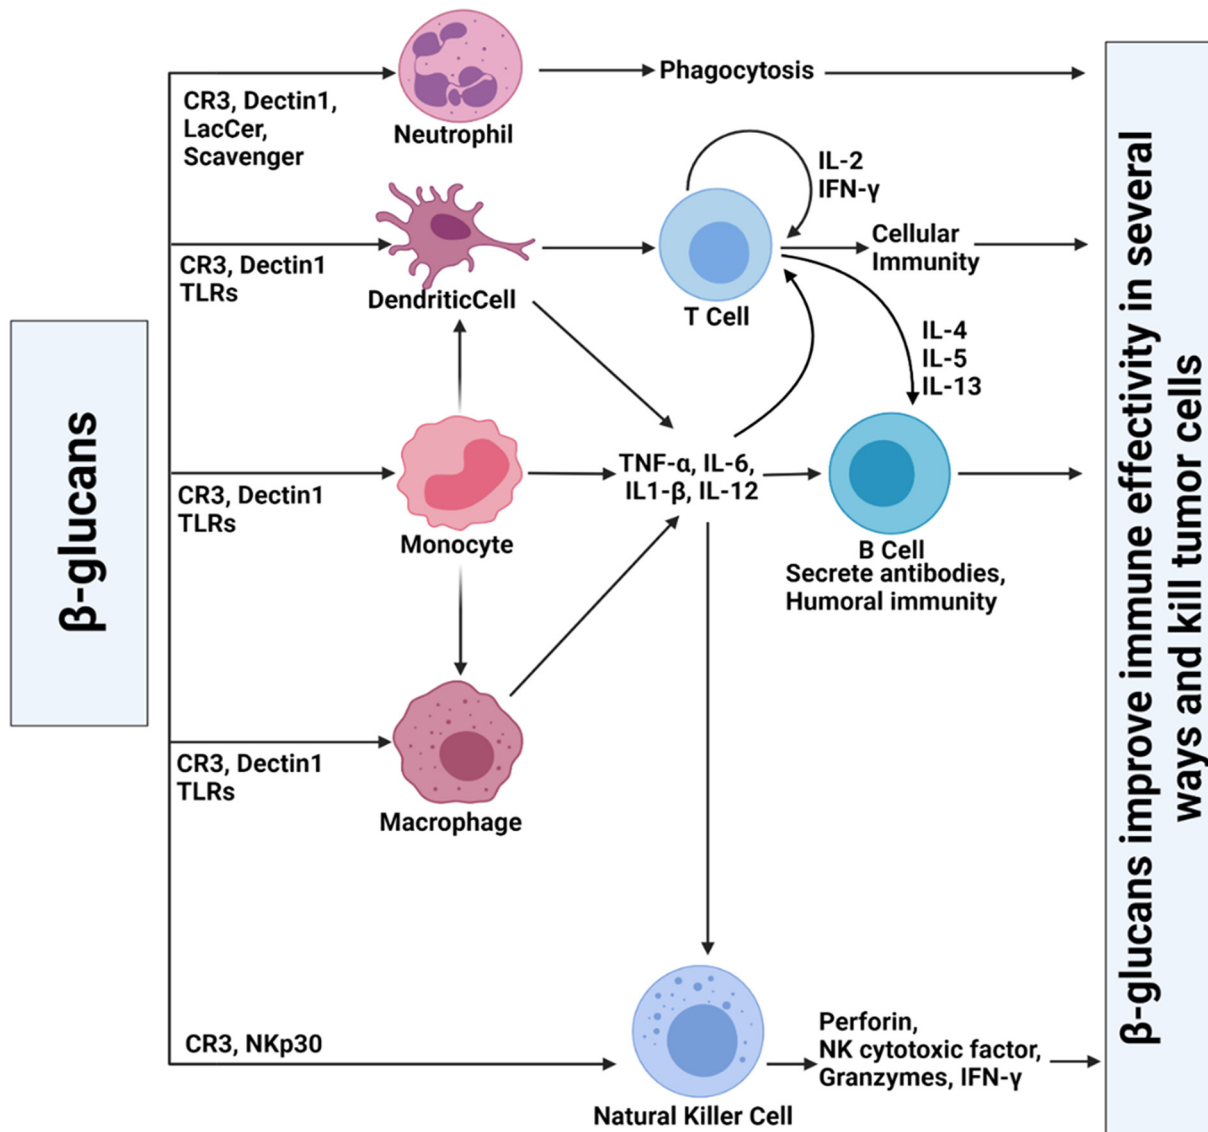 β-glucans
CR3, Dectin1,
LacCer,
Scavenger
Neutrophil
Phagocytosis
CR3, Dectin1
TLRs
DendriticCell
T Cell
IL-2
IFN-γ
Cellular
Immunity
IL-4
IL-5
IL-13
CR3, Dectin1
TLRs
Monocyte
TNF-α, IL-6,
IL1-β, IL-12
B Cell
Secrete antibodies,
Humoral immunity
CR3, Dectin1
TLRs
Macrophage
CR3, NKp30
Natural Killer Cell
Perforin,
NK cytotoxic factor,
Granzymes, IFN-γ
β-glucans improve immune effectivity in several
ways and kill tumor cells